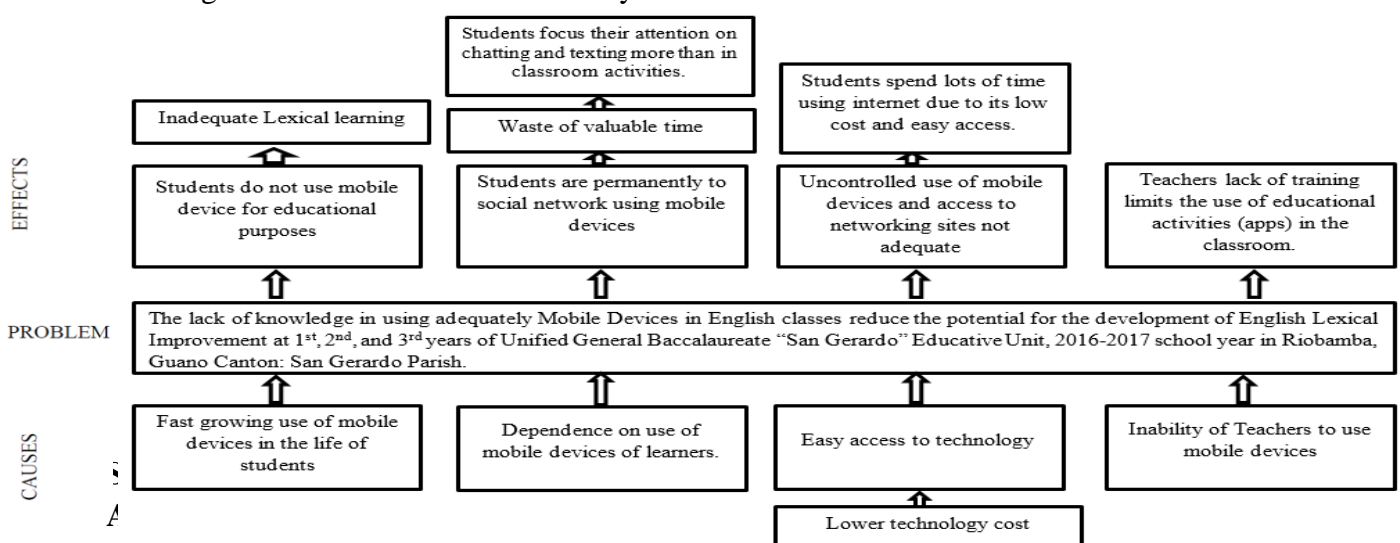 Students focus their attention on
chatting and texting more than in
classroom activities.
Students spend lots of time
using internet due to its low
cost and easy access.
Inadequate Lexical learning
Waste of valuable time
EFFECTS
Students do not use mobile
device for educational
purposes
Students are permanently to
social network using mobile
devices
Uncontrolled use of mobile
devices and access to
networking sites not
adequate
Teachers lack of training
limits the use of educational
activities (apps) in the
classroom.
PROBLEM
The lack of knowledge in using adequately Mobile Devices in English classes reduce the potential for the development of English Lexical
Improvement at 1st, 2nd, and 3rd years of Unified General Baccalaureate “San Gerardo” Educative Unit, 2016-2017 school year in Riobamba,
Guano Canton: San Gerardo Parish.
CAUSES
Fast growing use of mobile
devices in the life of
students
Dependence on use of
mobile devices of learners.
Easy access to technology
Inability of Teachers to use
mobile devices
Lower technology cost